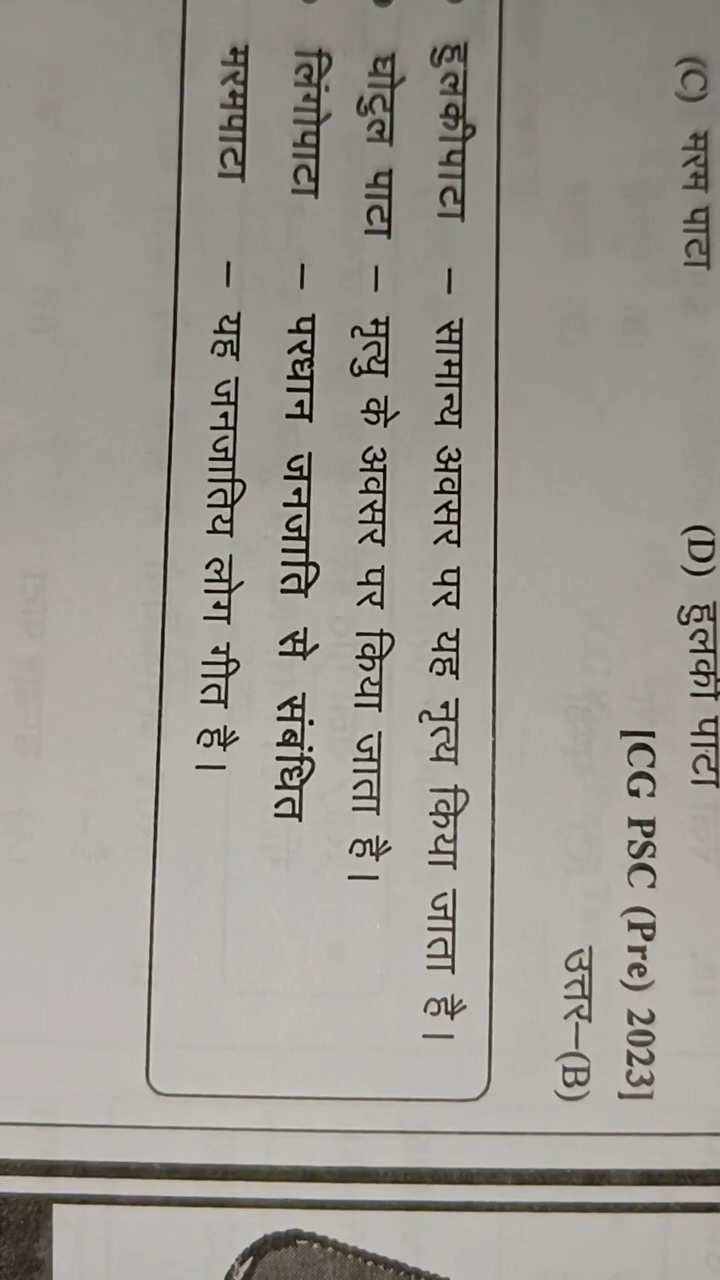 (C) मरम पाटा (D) हुलकी पाटा
[CG PSC (Pre) 2023]
उत्तर–(B)
हुलकीपाटा – सामान्य अवसर पर यह नृत्य किया जाता है।
घोटुल पाटा – मृत्यु के अवसर पर किया जाता है।
लिंगोपाटा – परधान जनजाति से संबंधित
मरमपाटा – यह जनजातिय लोग गीत है।